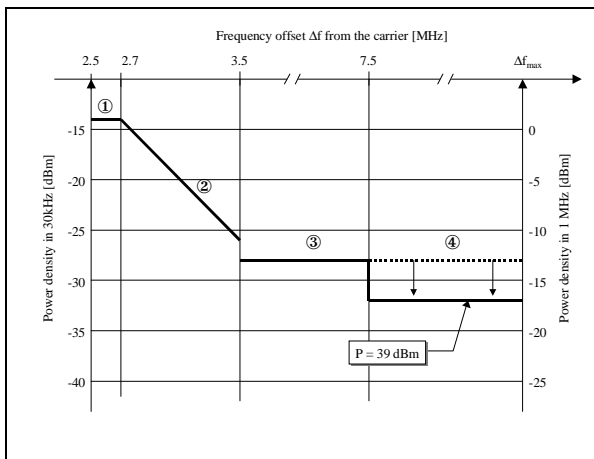 Frequency offset Δf from the carrier [MHz]
2.5 2.7 3.5 7.5 Δfmax
①
-15 0
②
-20 -5
③ ④
-25 -10
-30 -15
P = 39 dBm
-35 -20
-40 -25
Power density in 30kHz [dBm]
Power density in 1 MHz [dBm]